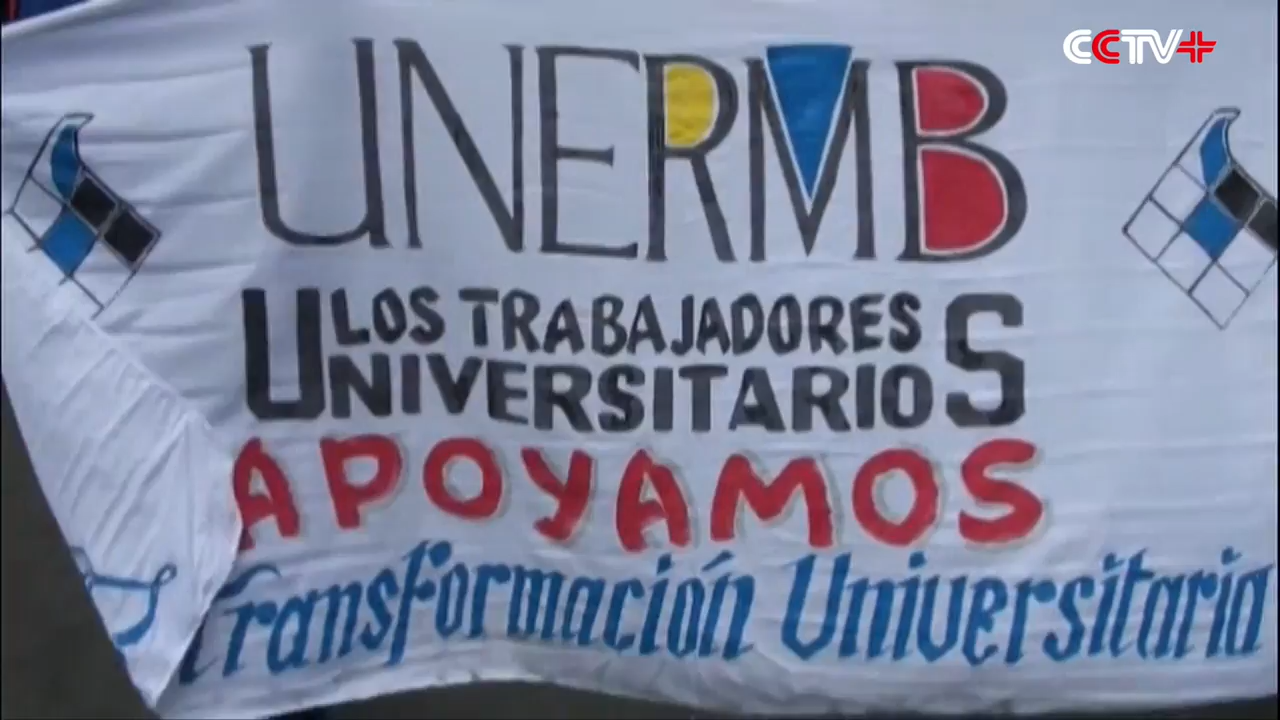 CCTV+
UNERMB
LOS TRABAJADORES
UNIVERSITARIOS
APOYAMOS
Transformación Universitaria